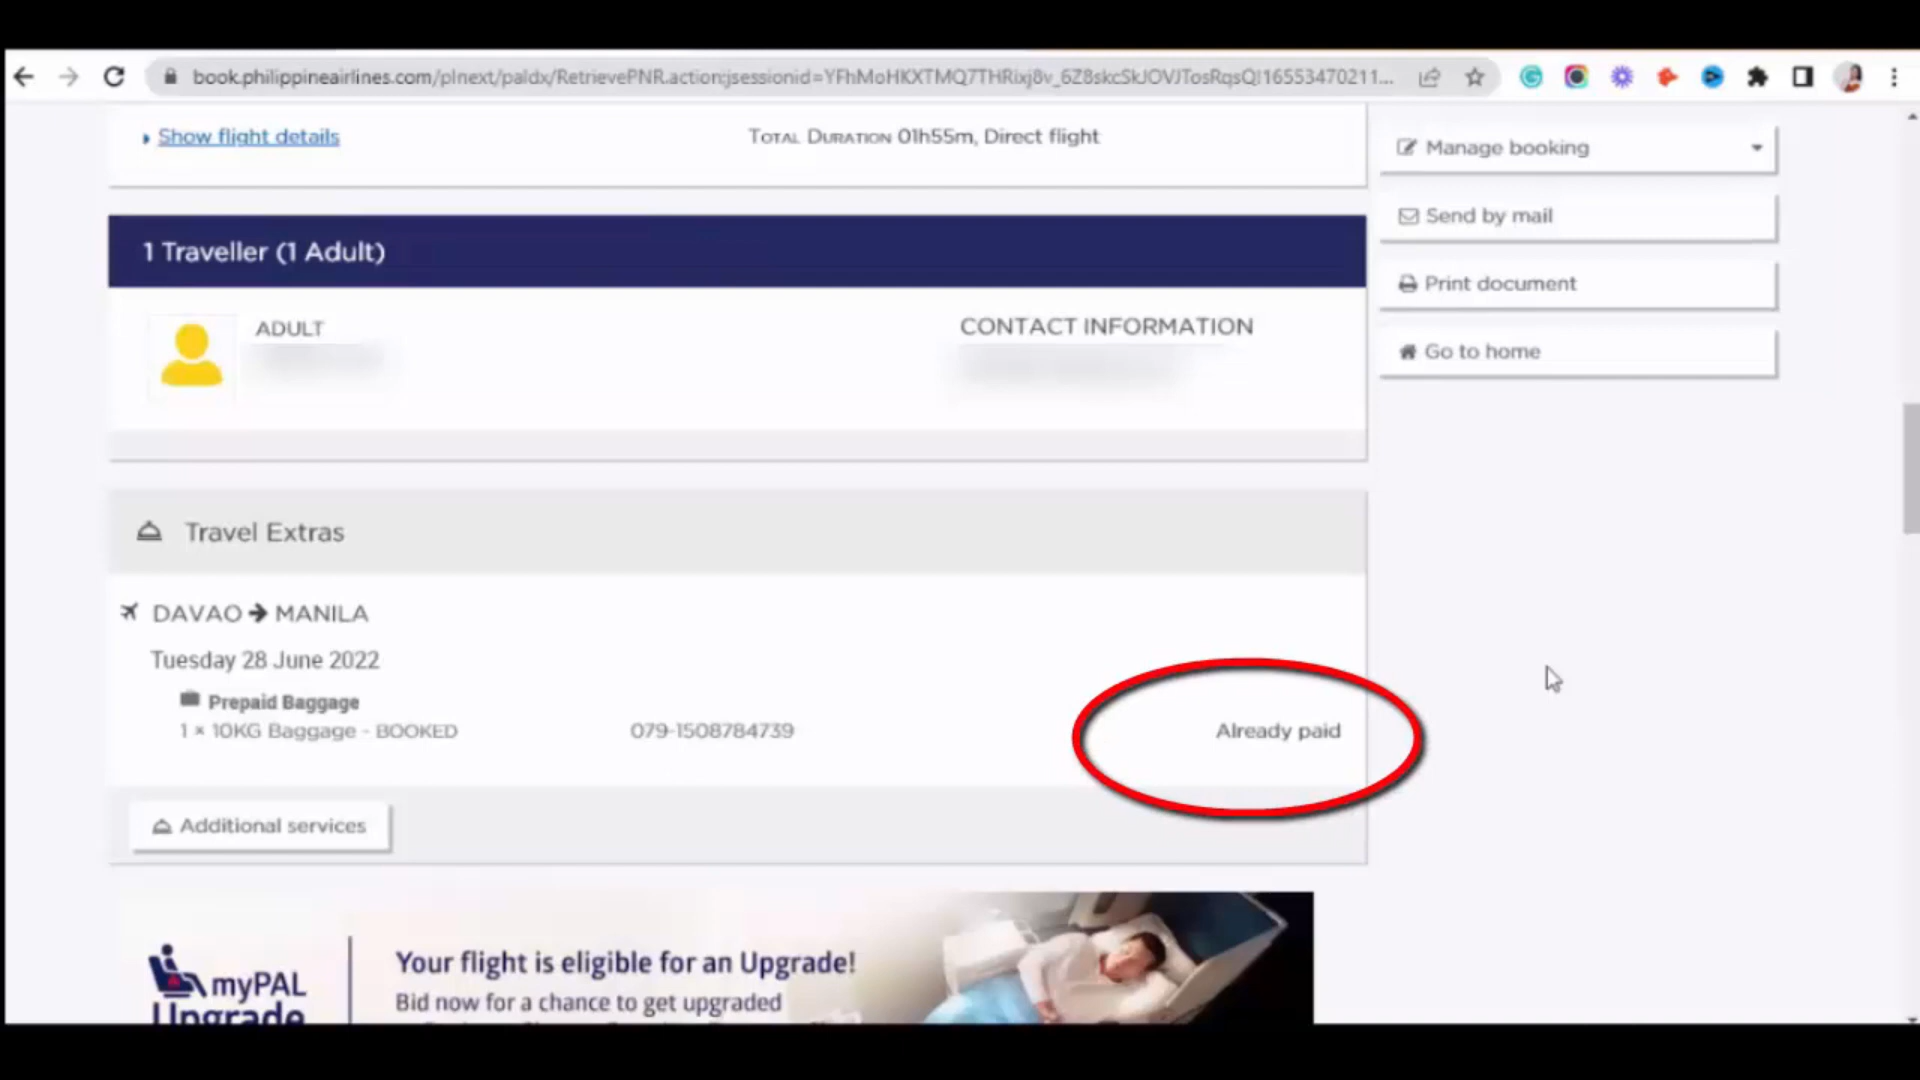 book.philippineairlines.com/plnext/paldx/RetrievePNR.action;jsessionid=YFhMoHKXTMQ7THRixj8v_6Z8skcSkJOVJTosRqsQ!16553470211...
Show flight details
TOTAL DURATION 01h55m, Direct flight
Manage booking
Send by mail
Print document
Go to home
1 Traveller (1 Adult)
ADULT
CONTACT INFORMATION
Travel Extras
DAVAO → MANILA
Tuesday 28 June 2022
Prepaid Baggage
1 × 10KG Baggage - BOOKED
079-1508784739
Already paid
Additional services
myPAL
Upgrade
Your flight is eligible for an Upgrade!
Bid now for a chance to get upgraded